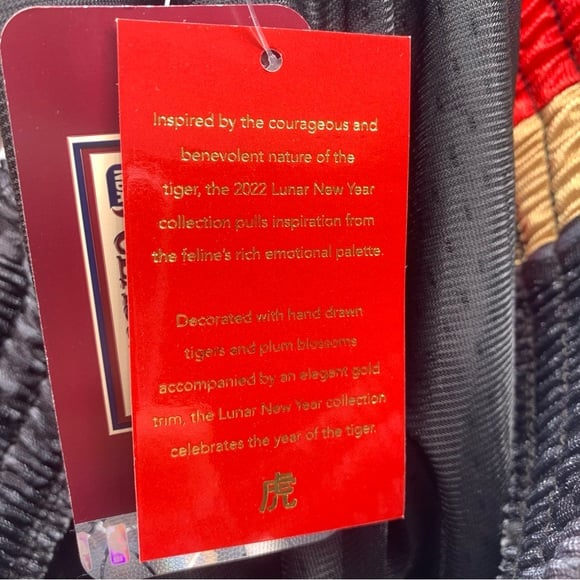 Inspired by the courageous and
benevolent nature of the
tiger, the 2022 Lunar New Year
collection pulls inspiration from
the feline's rich emotional palette.
Decorated with hand drawn
tigers and plum blossoms
accompanied by an elegant gold
trim, the Lunar New Year collection
celebrates the year of the tiger.
虎
NBA